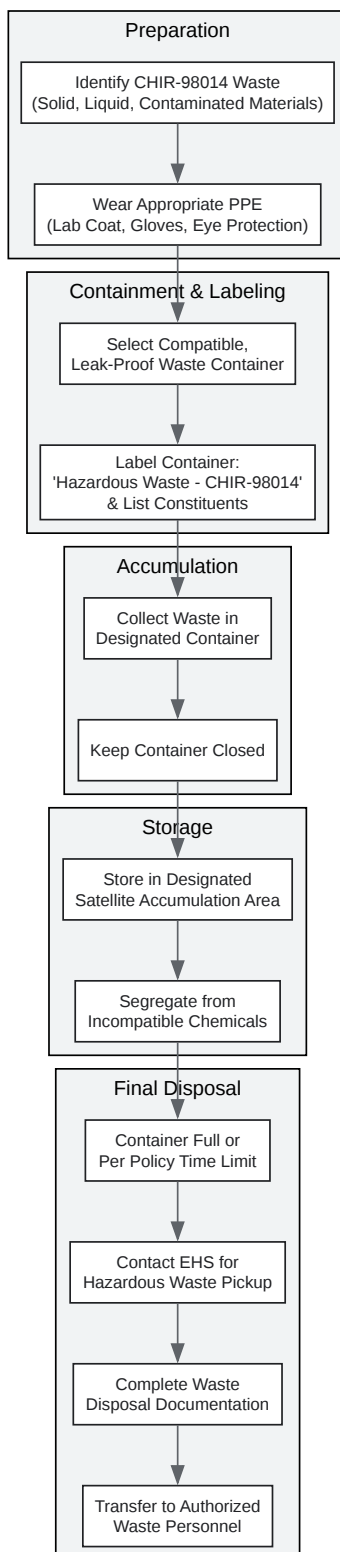 Preparation
Identify CHIR-98014 Waste
(Solid, Liquid, Contaminated Materials)
Wear Appropriate PPE
(Lab Coat, Gloves, Eye Protection)
Containment & Labeling
Select Compatible,
Leak-Proof Waste Container
Label Container:
'Hazardous Waste - CHIR-98014'
& List Constituents
Accumulation
Collect Waste in
Designated Container
Keep Container Closed
Storage
Store in Designated
Satellite Accumulation Area
Segregate from
Incompatible Chemicals
Final Disposal
Container Full or
Per Policy Time Limit
Contact EHS for
Hazardous Waste Pickup
Complete Waste
Disposal Documentation
Transfer to Authorized
Waste Personnel